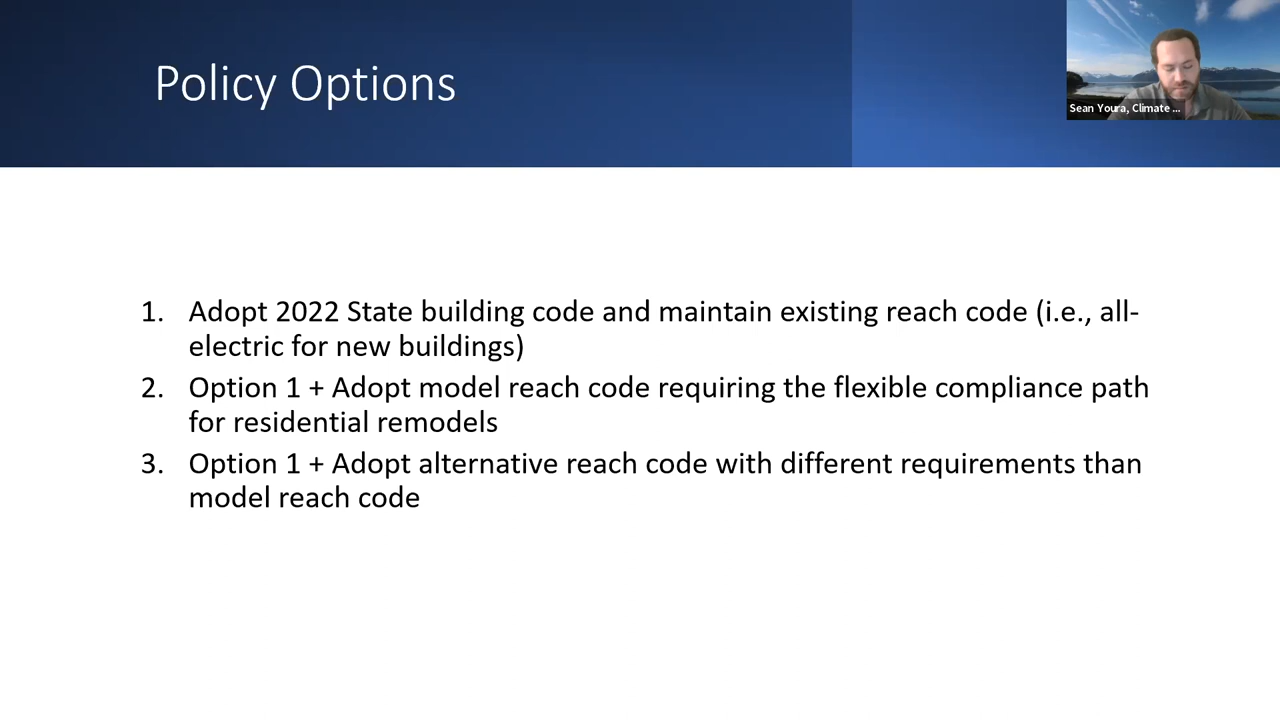 Policy Options
Sean Youra, Climate ...
1. Adopt 2022 State building code and maintain existing reach code (i.e., all-
electric for new buildings)
2. Option 1 + Adopt model reach code requiring the flexible compliance path
for residential remodels
3. Option 1 + Adopt alternative reach code with different requirements than
model reach code